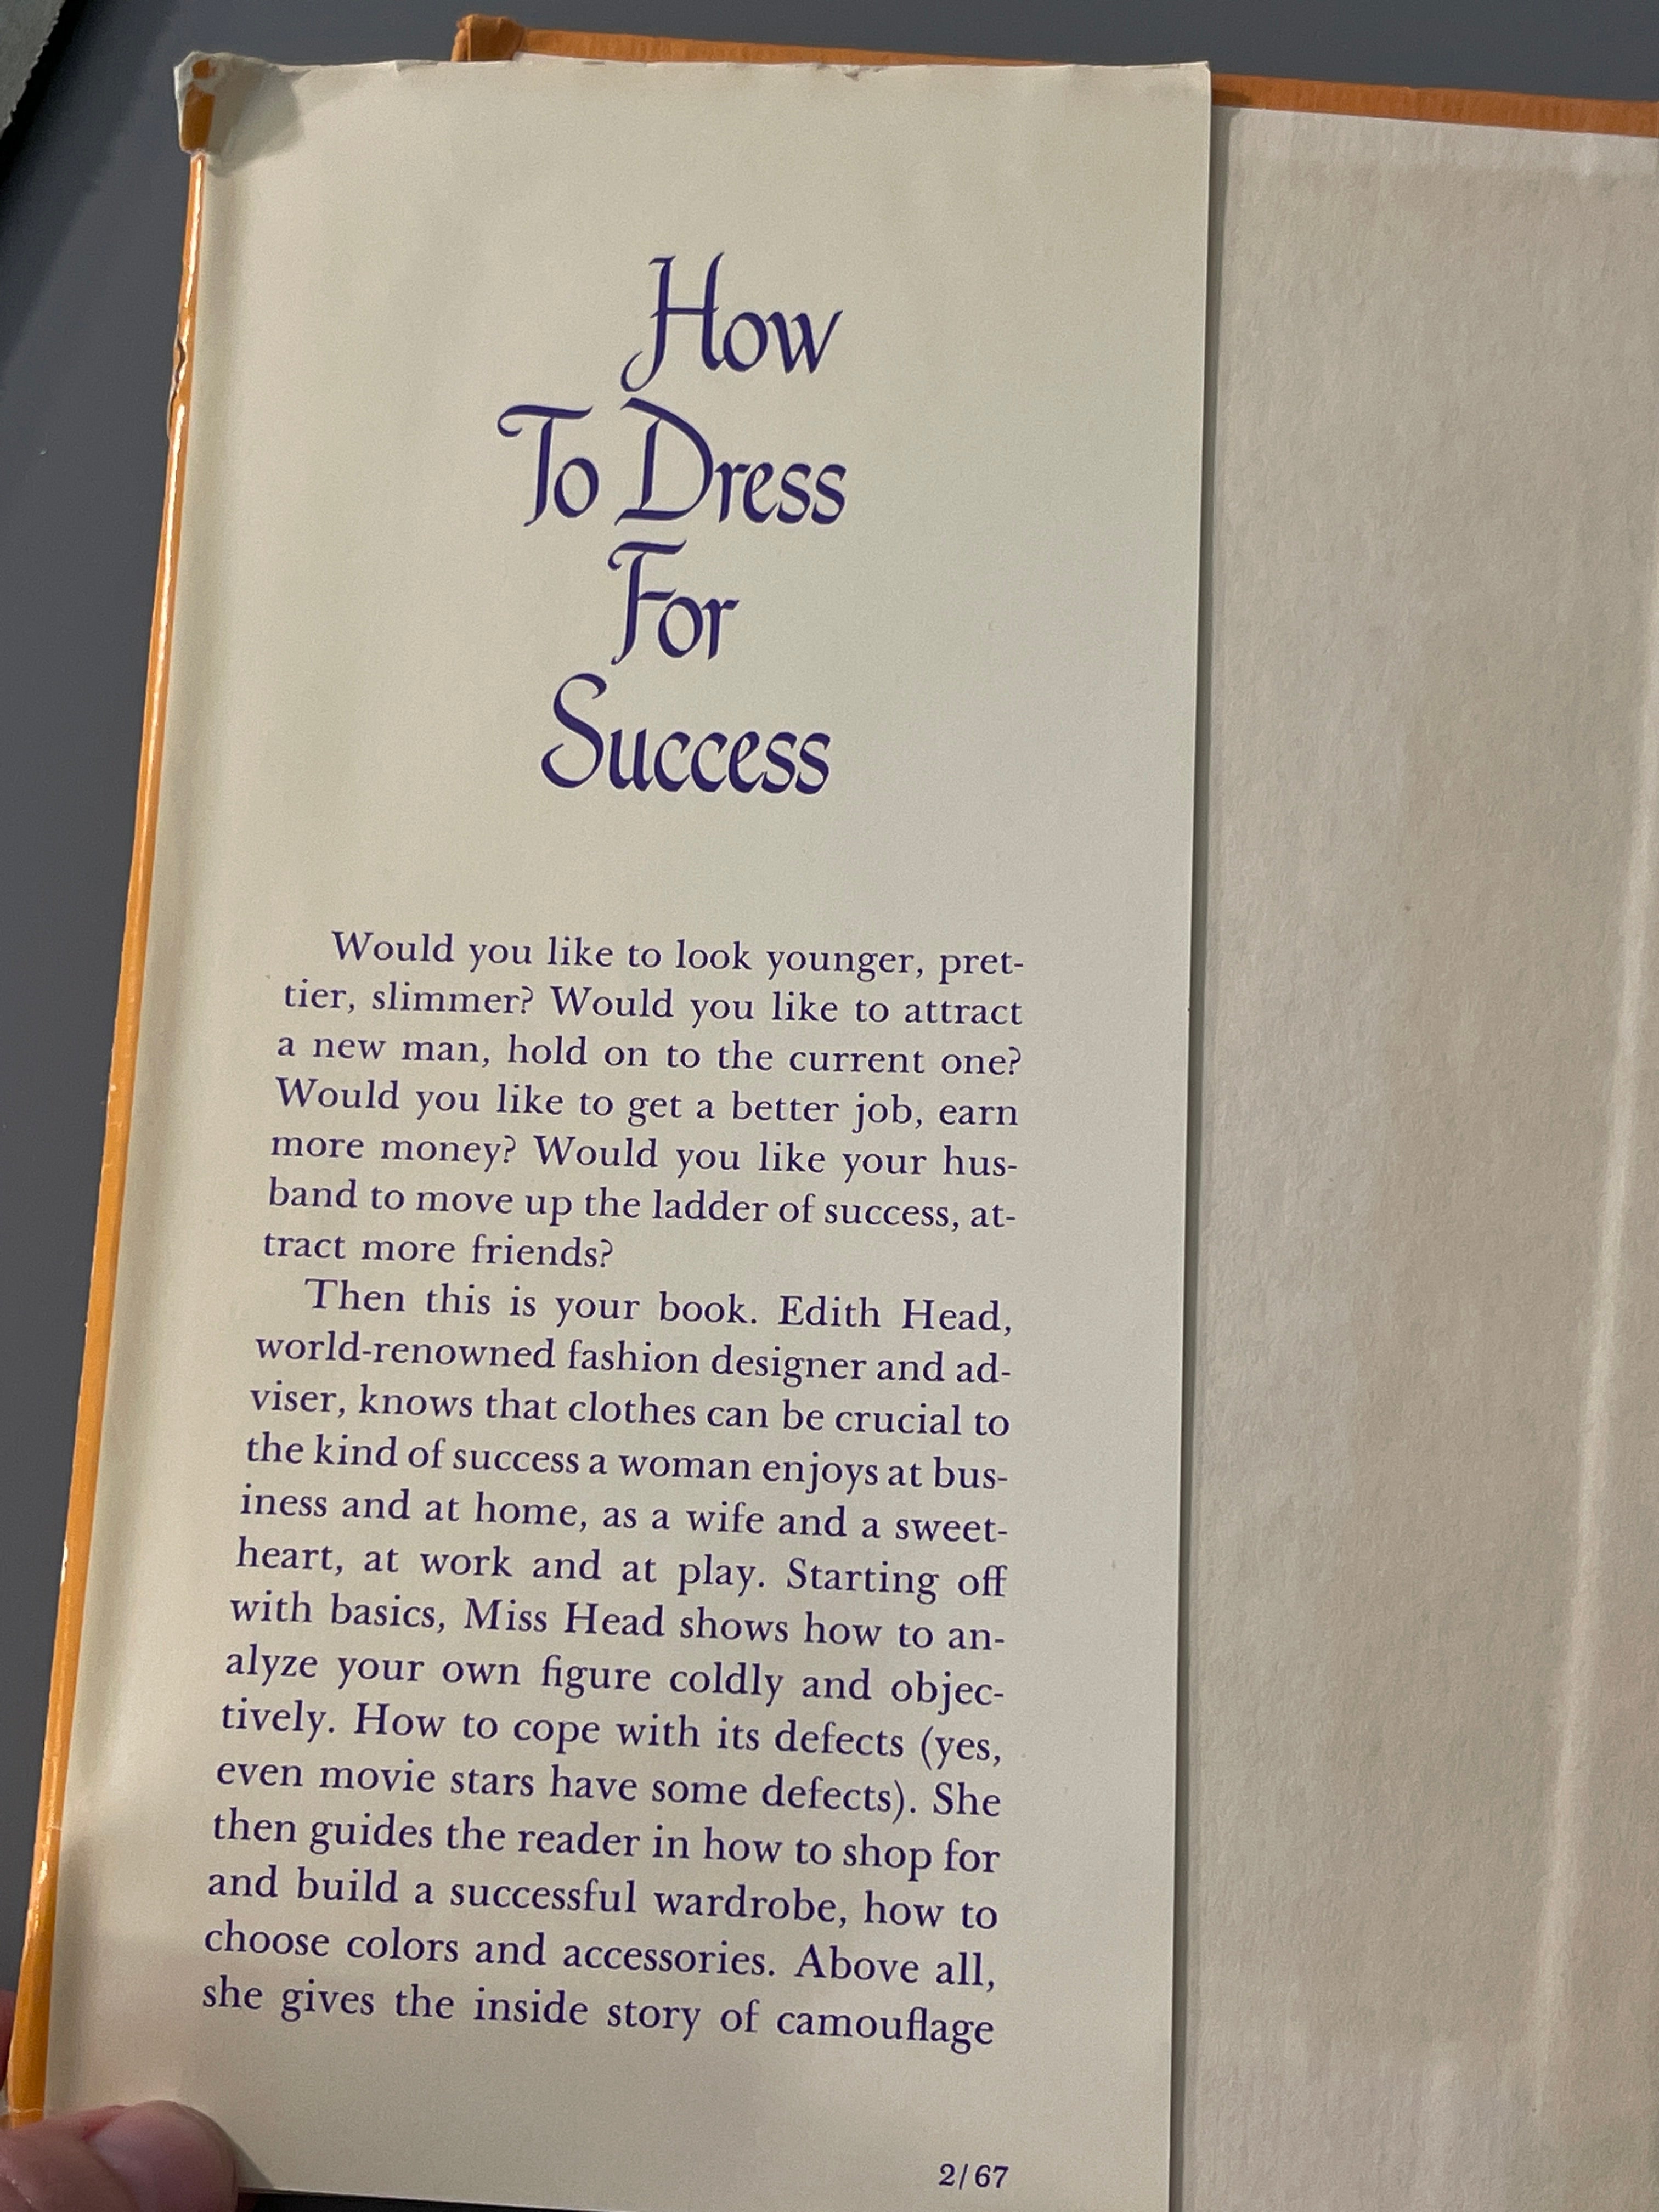 How
To Dress
For
Success
Would you like to look younger, pret-
tier, slimmer? Would you like to attract
a new man, hold on to the current one?
Would you like to get a better job, earn
more money? Would you like your hus-
band to move up the ladder of success, at-
tract more friends?
Then this is your book. Edith Head,
world-renowned fashion designer and ad-
viser, knows that clothes can be crucial to
the kind of success a woman enjoys at bus-
iness and at home, as a wife and a sweet-
heart, at work and at play. Starting off
with basics, Miss Head shows how to an-
alyze your own figure coldly and objec-
tively. How to cope with its defects (yes,
even movie stars have some defects). She
then guides the reader in how to shop for
and build a successful wardrobe, how to
choose colors and accessories. Above all,
she gives the inside story of camouflage
2/67